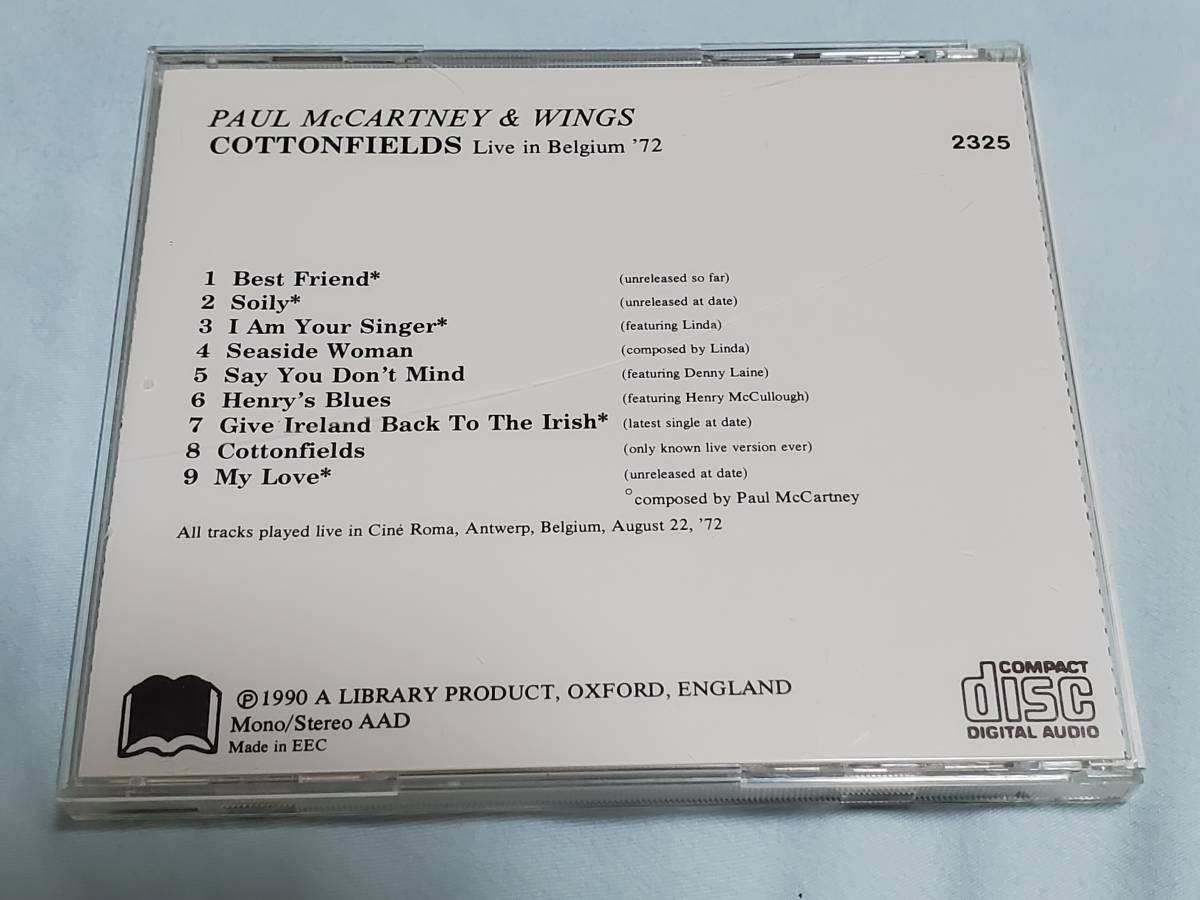 PAUL McCARTNEY & WINGS
COTTONFIELDS Live in Belgium '72
2325
1 Best Friend* (unreleased so far)
2 Soily* (unreleased at date)
3 I Am Your Singer* (featuring Linda)
4 Seaside Woman (composed by Linda)
5 Say You Don't Mind (featuring Denny Laine)
6 Henry's Blues (featuring Henry McCullough)
7 Give Ireland Back To The Irish* (latest single at date)
8 Cottonfields (only known live version ever)
9 My Love* (unreleased at date)
°composed by Paul McCartney
All tracks played live in Ciné Roma, Antwerp, Belgium, August 22, '72
℗1990 A LIBRARY PRODUCT, OXFORD, ENGLAND
Mono/Stereo AAD
Made in EEC
COMPACT
disc
DIGITAL AUDIO